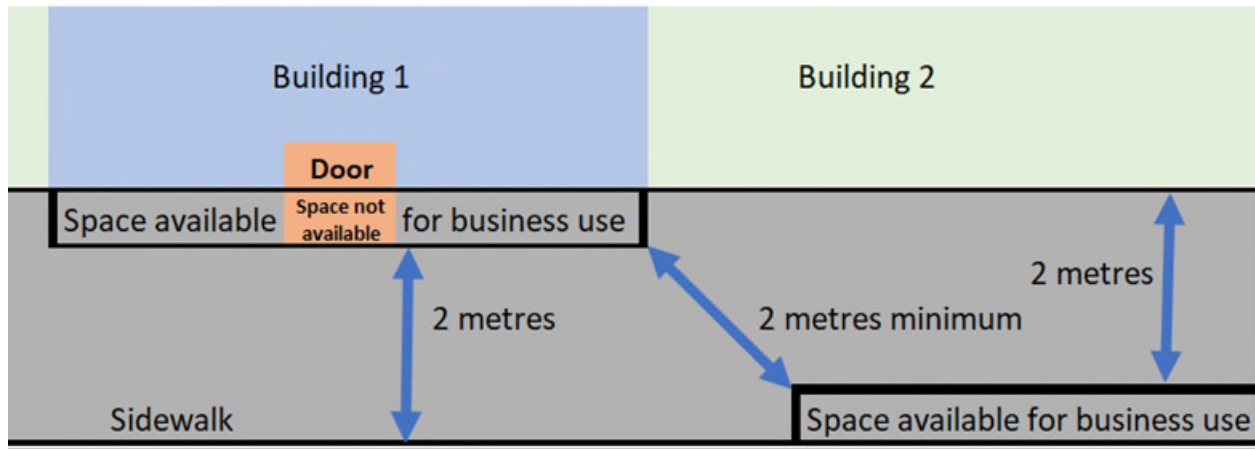 Building 1
Building 2
Door
Space available
Space not
available
for business use
2 metres
2 metres minimum
2 metres
Sidewalk
Space available for business use